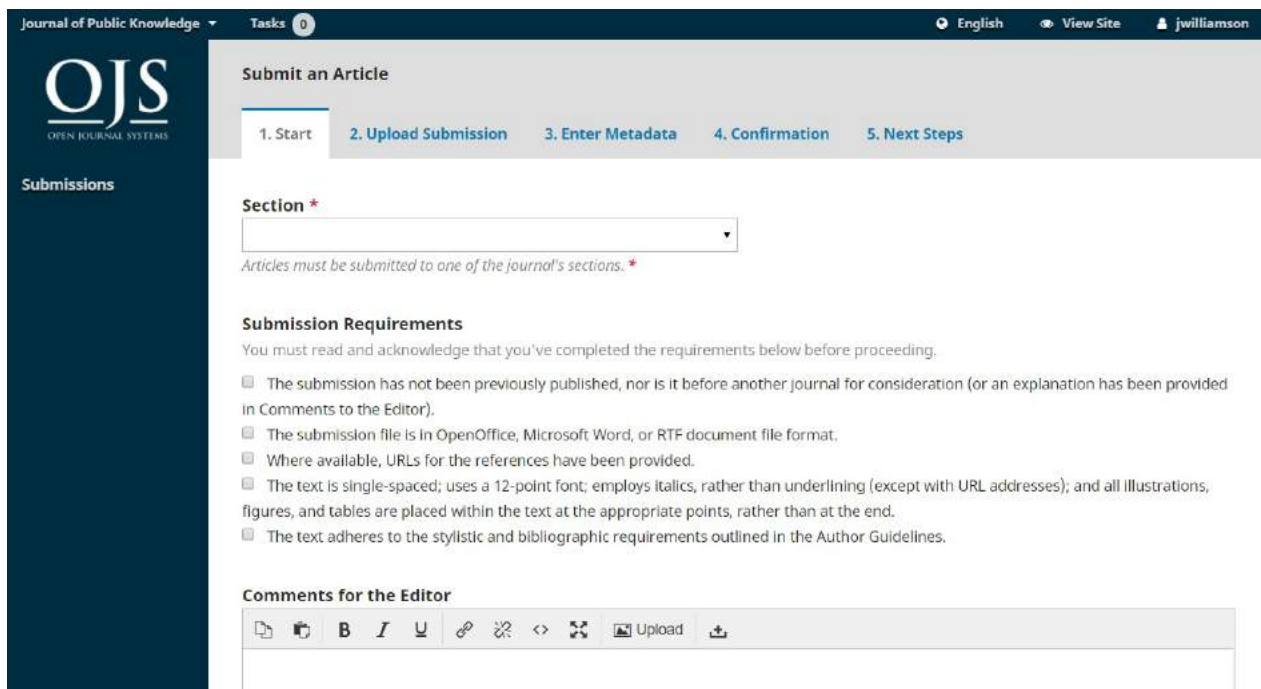 Journal of Public Knowledge Tasks 0 English View Site jwilliamson
OJS
OPEN JOURNAL SYSTEMS
Submissions
Submit an Article
1. Start 2. Upload Submission 3. Enter Metadata 4. Confirmation 5. Next Steps
Section *
Articles must be submitted to one of the journal's sections. *
Submission Requirements
You must read and acknowledge that you've completed the requirements below before proceeding.
The submission has not been previously published, nor is it before another journal for consideration (or an explanation has been provided
in Comments to the Editor).
The submission file is in OpenOffice, Microsoft Word, or RTF document file format.
Where available, URLs for the references have been provided.
The text is single-spaced; uses a 12-point font; employs italics, rather than underlining (except with URL addresses); and all illustrations,
figures, and tables are placed within the text at the appropriate points, rather than at the end.
The text adheres to the stylistic and bibliographic requirements outlined in the Author Guidelines.
Comments for the Editor
B I U Upload